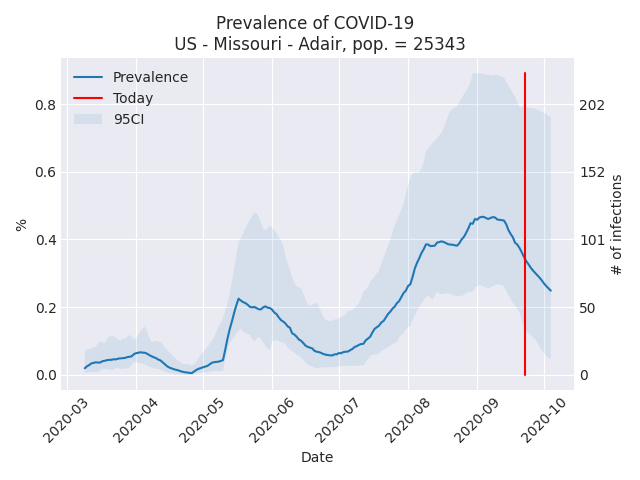 Prevalence of COVID-19
US - Missouri - Adair, pop. = 25343
Prevalence
Today
95CI
%
0.8
0.6
0.4
0.2
0.0
202
152
101
50
0
# of infections
2020-03
2020-04
2020-05
2020-06
2020-07
2020-08
2020-09
2020-10
Date